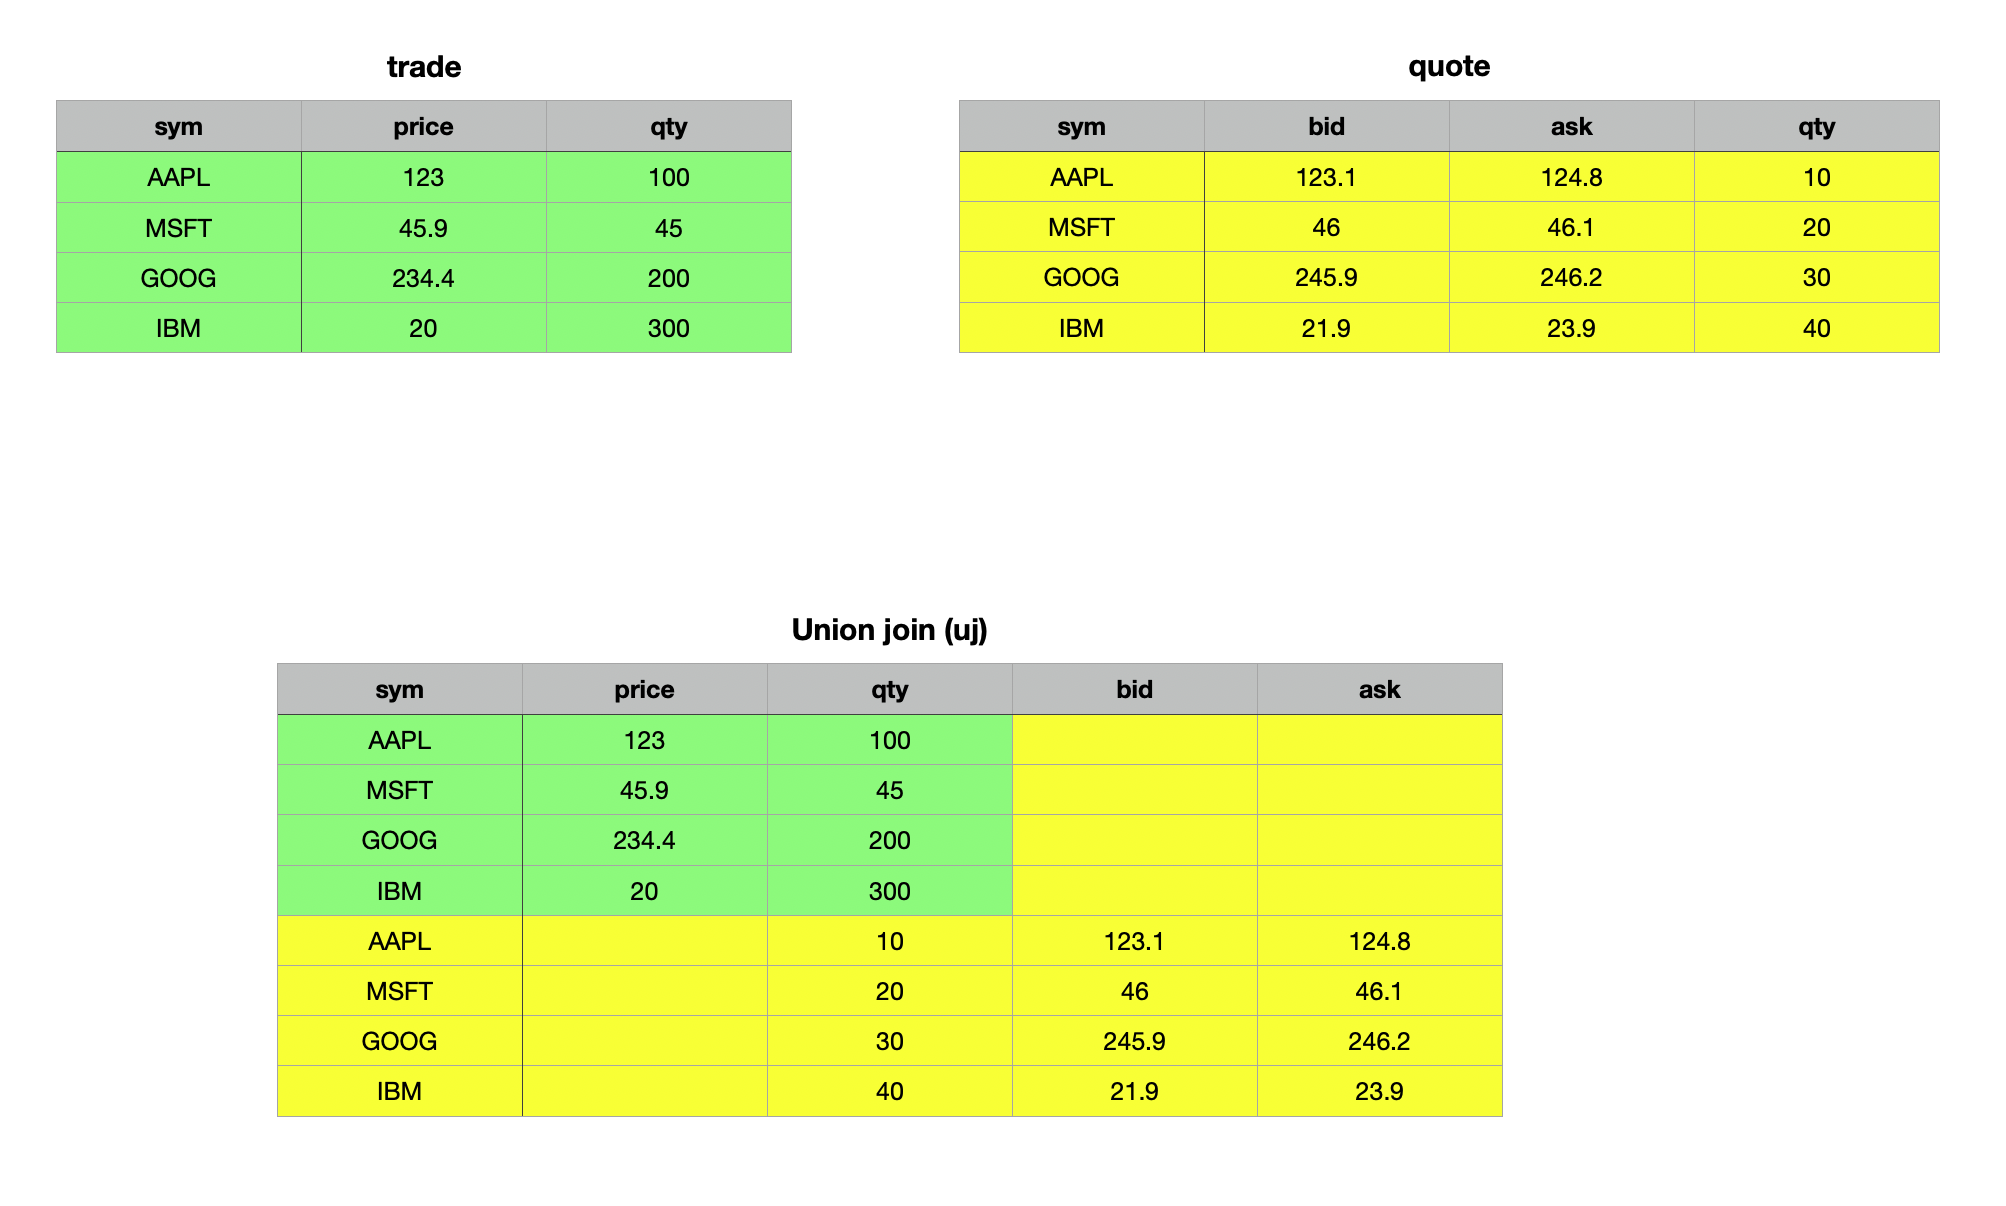 trade
sym price qty
AAPL 123 100
MSFT 45.9 45
GOOG 234.4 200
IBM 20 300
quote
sym bid ask qty
AAPL 123.1 124.8 10
MSFT 46 46.1 20
GOOG 245.9 246.2 30
IBM 21.9 23.9 40
Union join (uj)
sym price qty bid ask
AAPL 123 100
MSFT 45.9 45
GOOG 234.4 200
IBM 20 300
AAPL 10 123.1 124.8
MSFT 20 46 46.1
GOOG 30 245.9 246.2
IBM 40 21.9 23.9